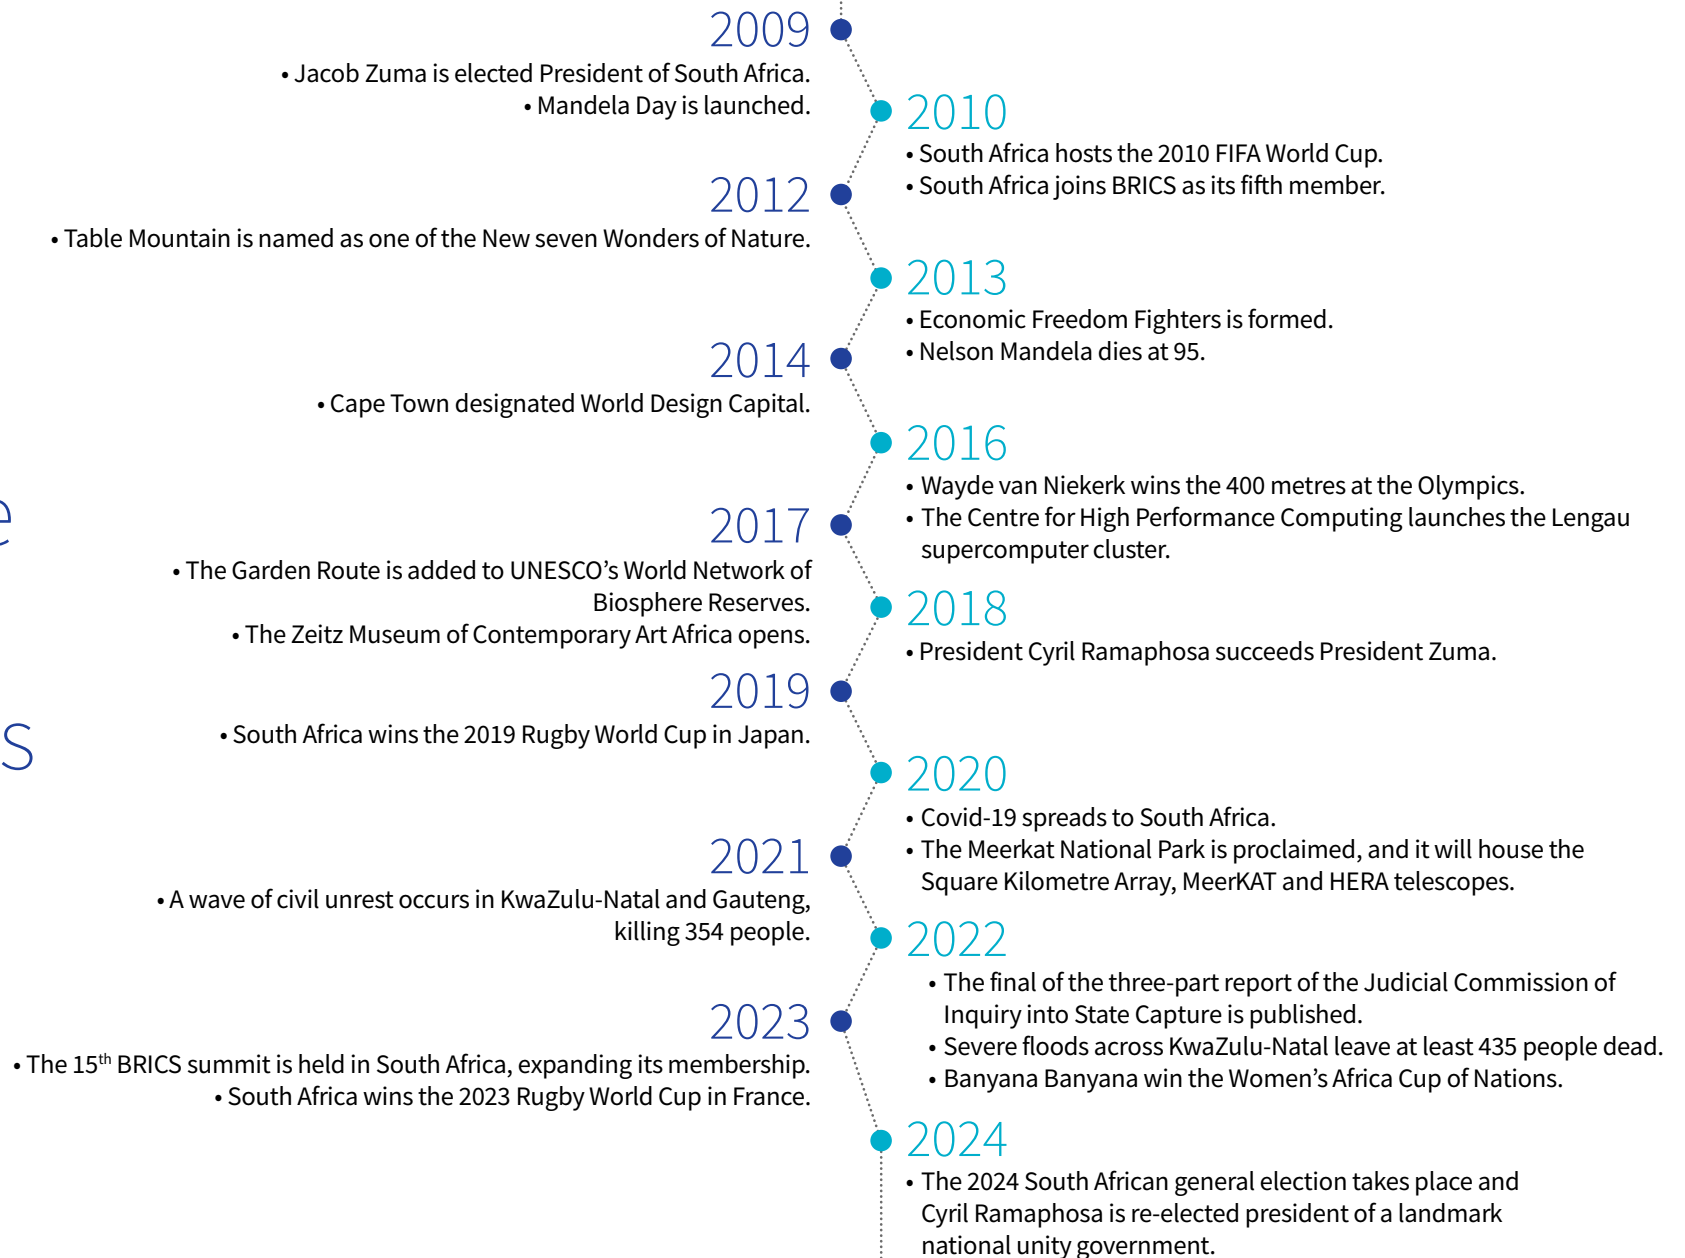 2009
• Jacob Zuma is elected President of South Africa.
• Mandela Day is launched.
2010
• South Africa hosts the 2010 FIFA World Cup.
• South Africa joins BRICS as its fifth member.
2012
• Table Mountain is named as one of the New seven Wonders of Nature.
2013
• Economic Freedom Fighters is formed.
• Nelson Mandela dies at 95.
2014
• Cape Town designated World Design Capital.
2016
• Wayde van Niekerk wins the 400 metres at the Olympics.
• The Centre for High Performance Computing launches the Lengau
supercomputer cluster.
e
2017
• The Garden Route is added to UNESCO’s World Network of
Biosphere Reserves.
• The Zeitz Museum of Contemporary Art Africa opens.
2018
• President Cyril Ramaphosa succeeds President Zuma.
2019
• South Africa wins the 2019 Rugby World Cup in Japan.
s
2020
• Covid-19 spreads to South Africa.
• The Meerkat National Park is proclaimed, and it will house the
Square Kilometre Array, MeerKAT and HERA telescopes.
2021
• A wave of civil unrest occurs in KwaZulu-Natal and Gauteng,
killing 354 people.
2022
• The final of the three-part report of the Judicial Commission of
Inquiry into State Capture is published.
• Severe floods across KwaZulu-Natal leave at least 435 people dead.
• Banyana Banyana win the Women’s Africa Cup of Nations.
2023
• The 15th BRICS summit is held in South Africa, expanding its membership.
• South Africa wins the 2023 Rugby World Cup in France.
2024
• The 2024 South African general election takes place and
Cyril Ramaphosa is re-elected president of a landmark
national unity government.